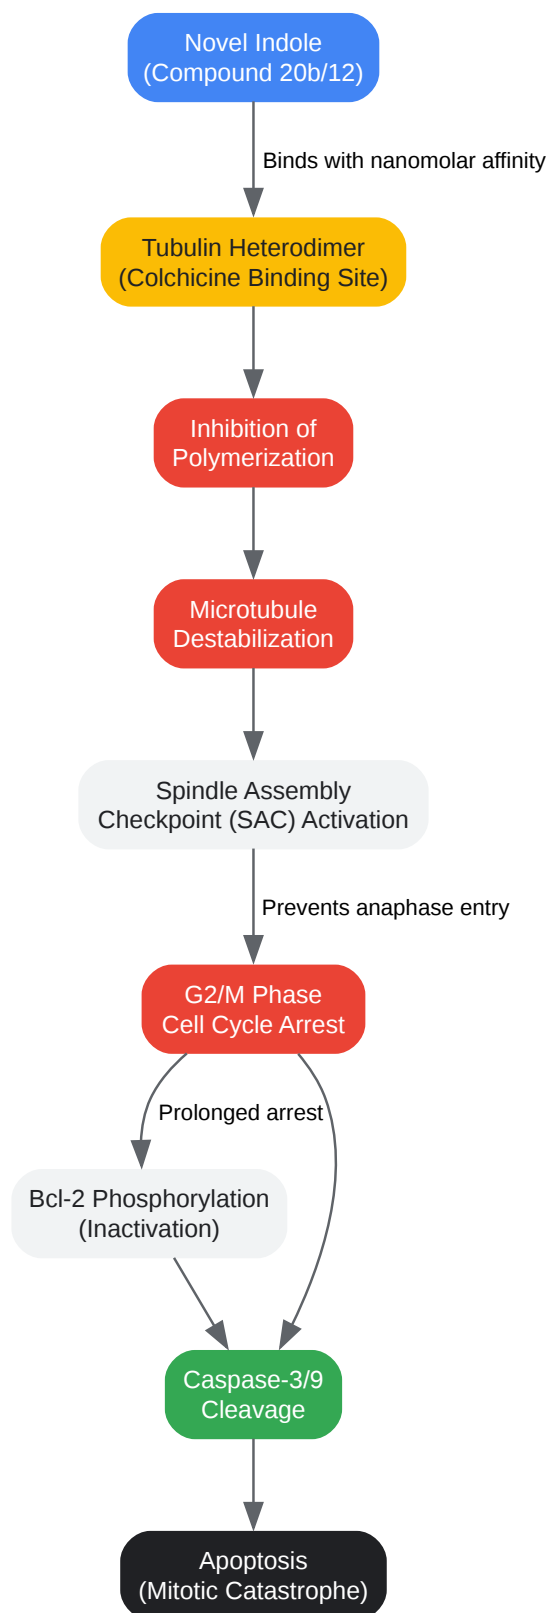 Novel Indole
(Compound 20b/12)
Binds with nanomolar affinity
Tubulin Heterodimer
(Colchicine Binding Site)
Inhibition of
Polymerization
Microtubule
Destabilization
Spindle Assembly
Checkpoint (SAC) Activation
Prevents anaphase entry
G2/M Phase
Cell Cycle Arrest
Prolonged arrest
Bcl-2 Phosphorylation
(Inactivation)
Caspase-3/9
Cleavage
Apoptosis
(Mitotic Catastrophe)